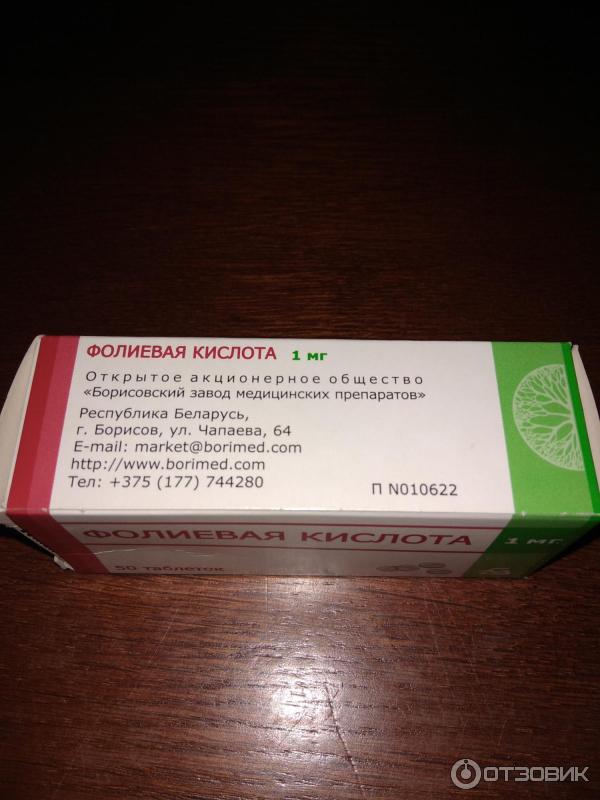 ФОЛИЕВАЯ КИСЛОТА 1 мг
Открытое акционерное общество
«Борисовский завод медицинских препаратов»
Республика Беларусь,
г. Борисов, ул. Чапаева, 64
E-mail: market@borimed.com
http://www.borimed.com
Тел: +375 (177) 744280
П N010622
ФОЛИЕВАЯ КИСЛОТА 1 мг
50 таблеток
ОТЗОВИК